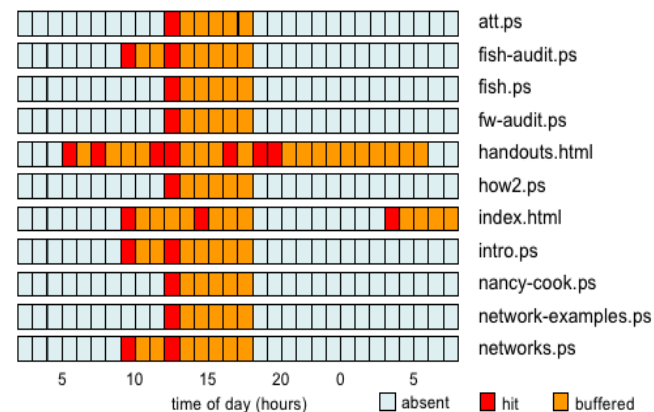 att.ps
fish-audit.ps
fish.ps
fw-audit.ps
handouts.html
how2.ps
index.html
intro.ps
nancy-cook.ps
network-examples.ps
networks.ps
5 10 15 20 0 5
time of day (hours) absent hit buffered